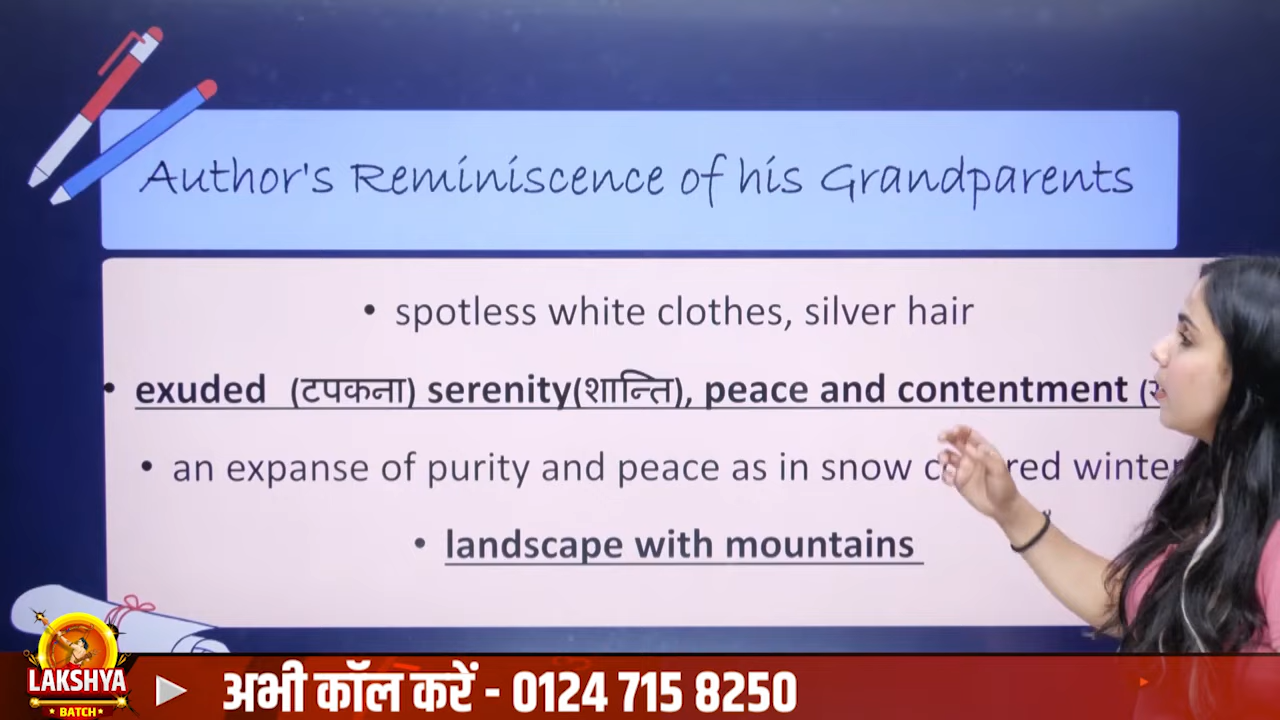 Author's Reminiscence of his Grandparents
• spotless white clothes, silver hair
• exuded (टपकना) serenity(शान्ति), peace and contentment
• an expanse of purity and peace as in snow winter
• landscape with mountains
LAKSHYA
BATCH
अभी कॉल करें - 0124 715 8250